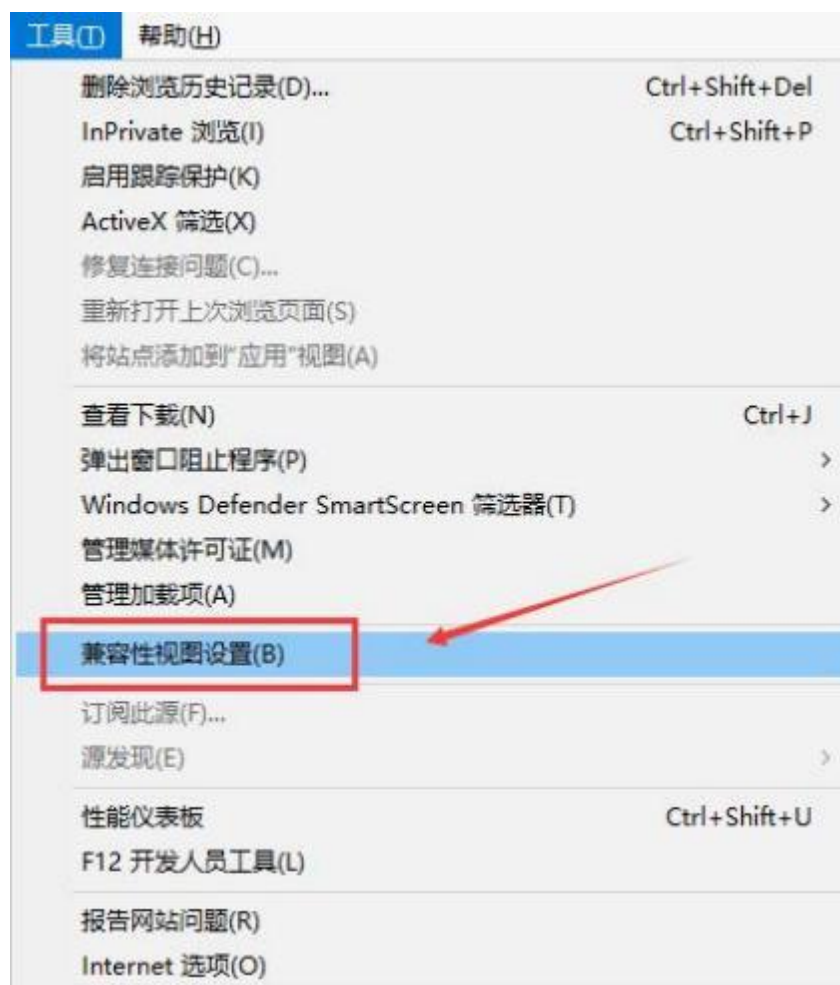 工具(T) 帮助(H)
删除浏览历史记录(D)... Ctrl+Shift+Del
InPrivate 浏览(I) Ctrl+Shift+P
启用跟踪保护(K)
ActiveX 筛选(X)
修复连接问题(C)...
重新打开上次浏览页面(S)
将站点添加到“应用”视图(A)
查看下载(N) Ctrl+J
弹出窗口阻止程序(P)
Windows Defender SmartScreen 筛选器(T)
管理媒体许可证(M)
管理加载项(A)
兼容性视图设置(B)
订阅此源(F)...
源发现(E)
性能仪表板 Ctrl+Shift+U
F12 开发人员工具(L)
报告网站问题(R)
Internet 选项(O)